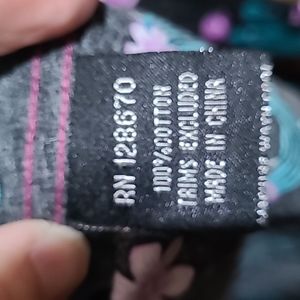 RN 128670
100%COTTON
TRIMS EXCLUDED
MADE IN CHINA